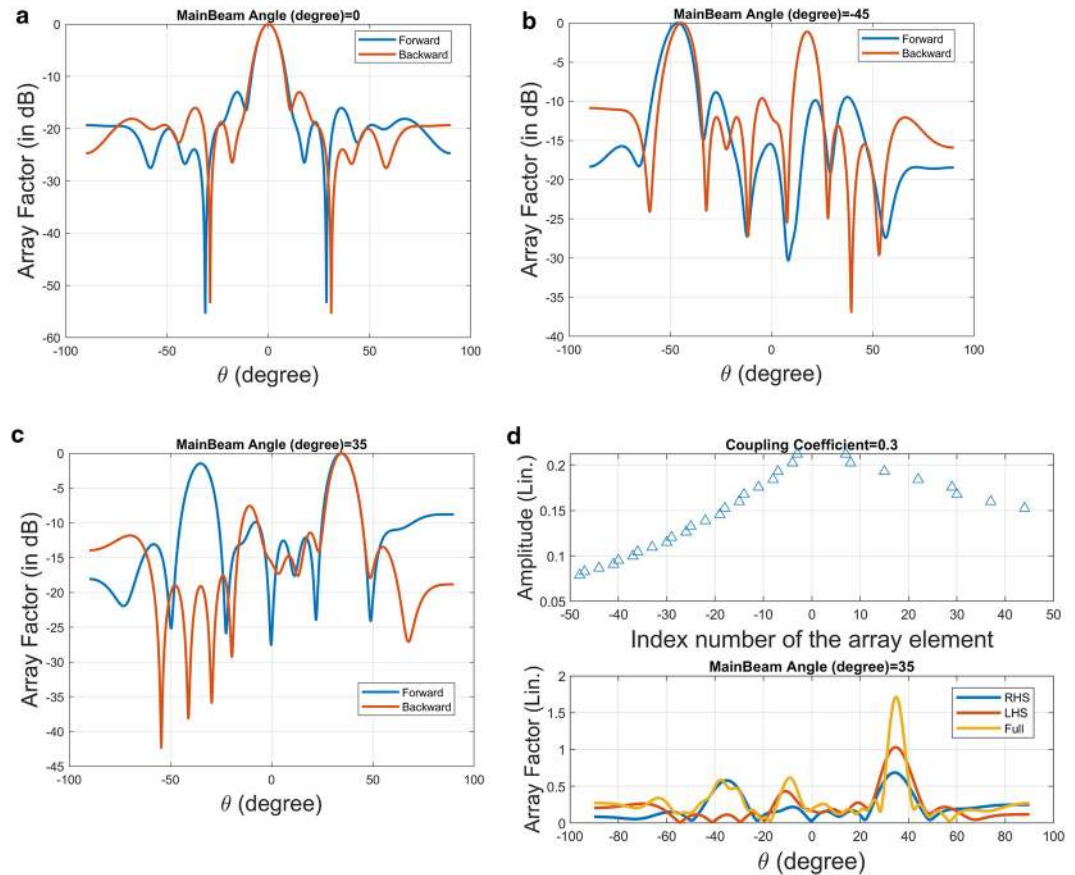 a
MainBeam Angle (degree)=0
Forward
Backward
0
-10
-20
-30
-40
-50
-60
Array Factor (in dB)
-100 -50 0 50 100
θ (degree)
b
MainBeam Angle (degree)=-45
Forward
Backward
0
-5
-10
-15
-20
-25
-30
-35
-40
Array Factor (in dB)
-100 -50 0 50 100
θ (degree)
c
MainBeam Angle (degree)=35
0
-5
-10
-15
-20
-25
-30
-35
-40
-45
Array Factor (in dB)
Forward
Backward
-100 -50 0 50 100
θ (degree)
d
Coupling Coefficient=0.3
0.2
0.15
0.1
0.05
Amplitude (Lin.)
-50 -40 -30 -20 -10 0 10 20 30 40 50
Index number of the array element
MainBeam Angle (degree)=35
2
1.5
1
0.5
0
Array Factor (Lin.)
RHS
LHS
Full
-100 -80 -60 -40 -20 0 20 40 60 80 100
θ (degree)